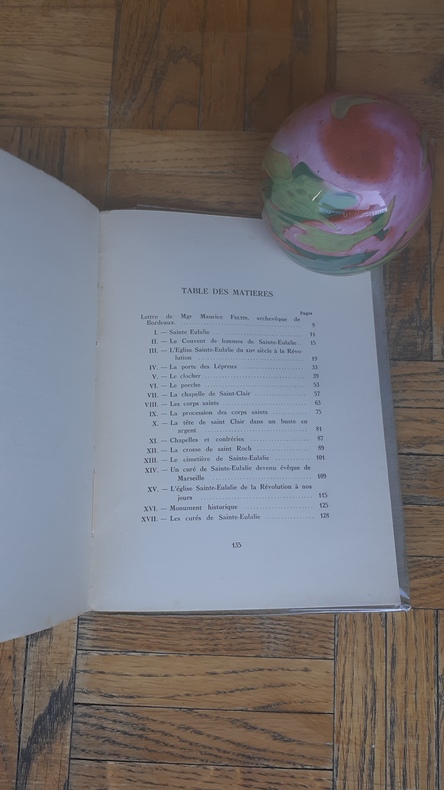 TABLE DES MATIERES
Pages
Lettre de Mgr Maurice FELTIN, archevêque de
Bordeaux. 9
I. — Sainte Eulalie 11
II. — Le Couvent de femmes de Sainte-Eulalie. 15
III. — L'Eglise Sainte-Eulalie du siècle à la Révo
lution 19
IV. — La porte des Lépreux 33
V. — Le clocher 39
VI. — Le porche 53
VII. — La chapelle de Saint-Clair 57
VIII. — Les corps saints 63
IX. — La procession des corps saints 75
X. — La tête de saint Clair dans un buste en
argent 81
XI. — Chapelles et confréries 87
XII. — La crosse de saint Roch 89
XIII. — Le cimetière de Sainte-Eulalie 101
XIV. — Un curé de Sainte-Eulalie devenu évêque de
Marseille 109
XV. — L'église Sainte-Eulalie de la Révolution à nos
jours 115
XVI. — Monument historique 125
XVII. — Les curés de Sainte-Eulalie 128
135